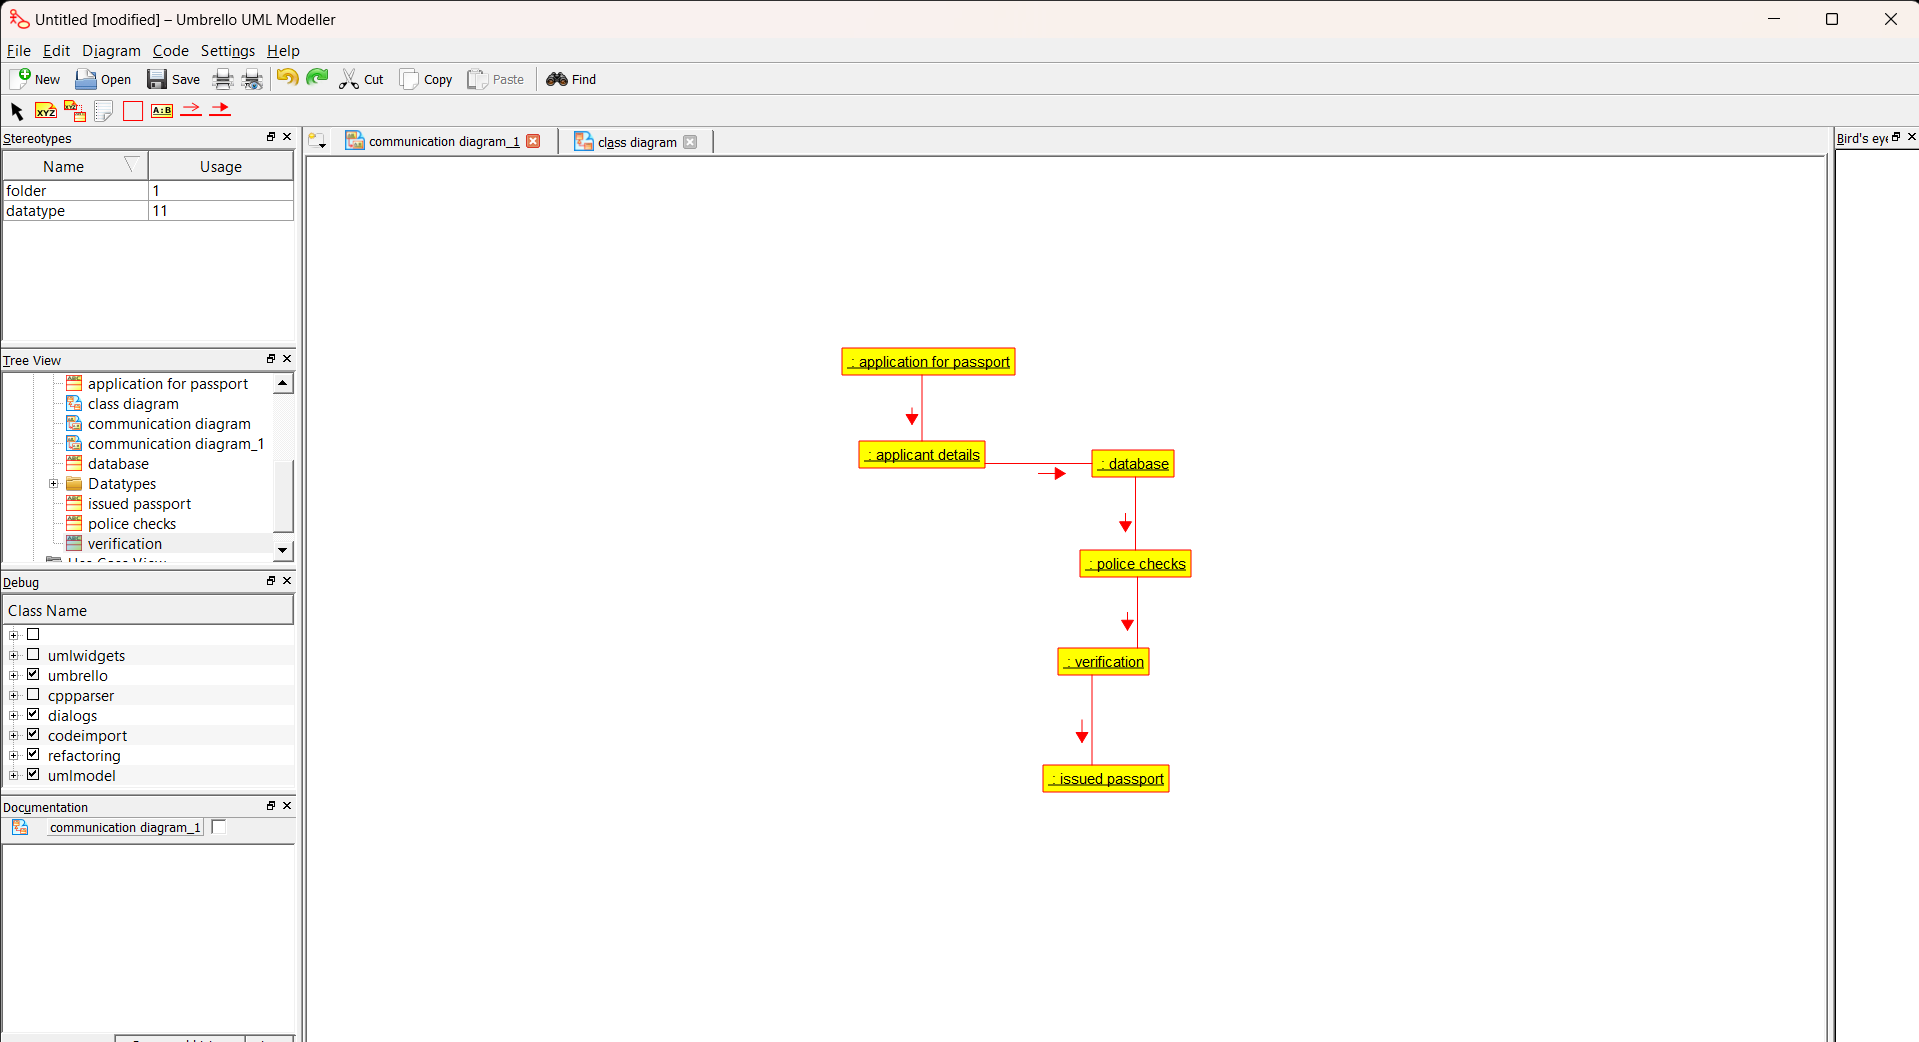 Untitled [modified] – Umbrello UML Modeller
File Edit Diagram Code Settings Help
New Open Save Cut Copy Paste Find
XYZ XYZ A:B
Stereotypes
communication diagram_1
class diagram
Bird's eye
Name Usage
folder 1
datatype 11
Tree View
application for passport
class diagram
communication diagram
communication diagram_1
database
Datatypes
issued passport
police checks
verification
Debug
Class Name
umlwidgets
umbrello
cppparser
dialogs
codeimport
refactoring
umlmodel
Documentation
communication diagram_1
: application for passport
: applicant details
: database
: police checks
: verification
: issued passport